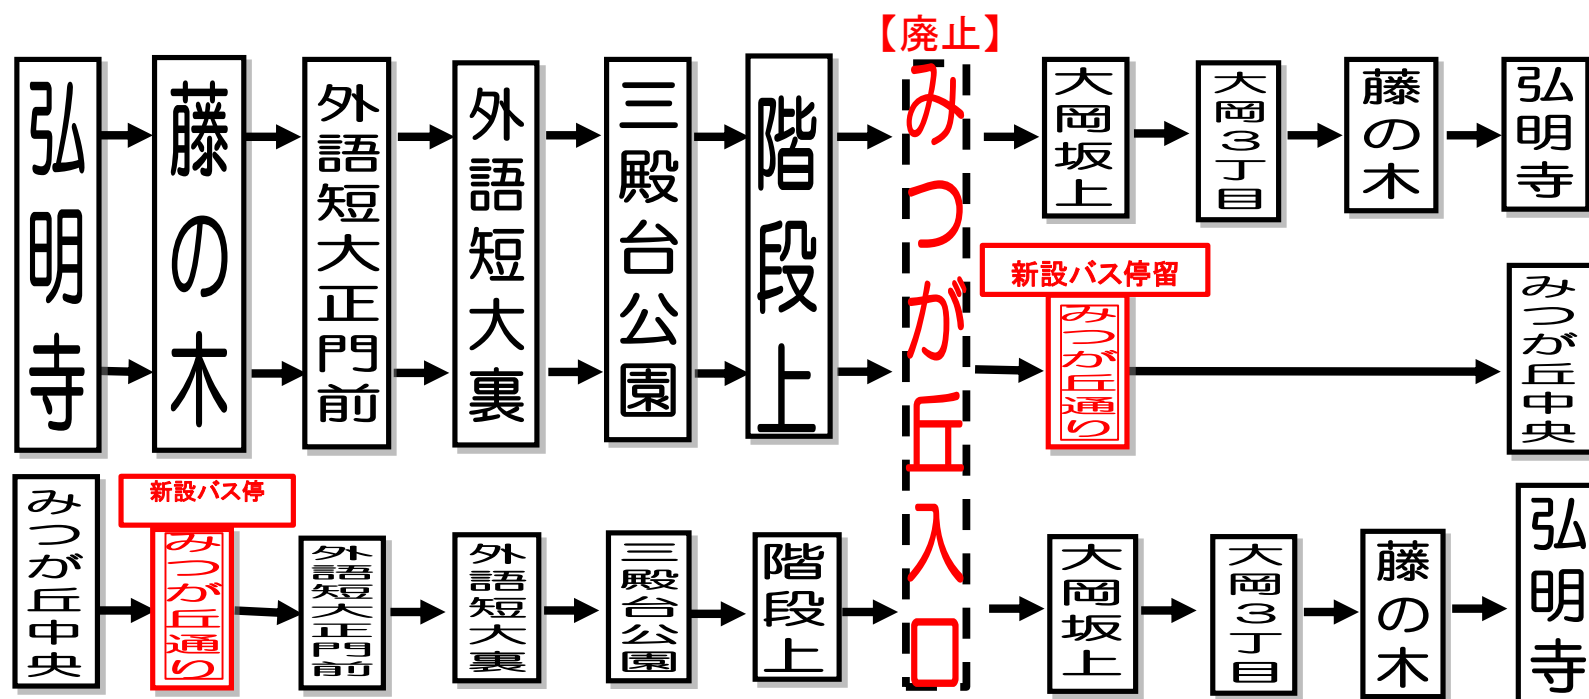 【廃止】
弘明寺
藤の木
外語短大正門前
外語短大裏
三殿台公園
階段上
みつが丘入口
大岡坂上
大岡3丁目
藤の木
弘明寺
新設バス停留
みつが丘通り
みつが丘中央
みつが丘中央
新設バス停
みつが丘通り
外語短大正門前
外語短大裏
三殿台公園
階段上
大岡坂上
大岡3丁目
藤の木
弘明寺